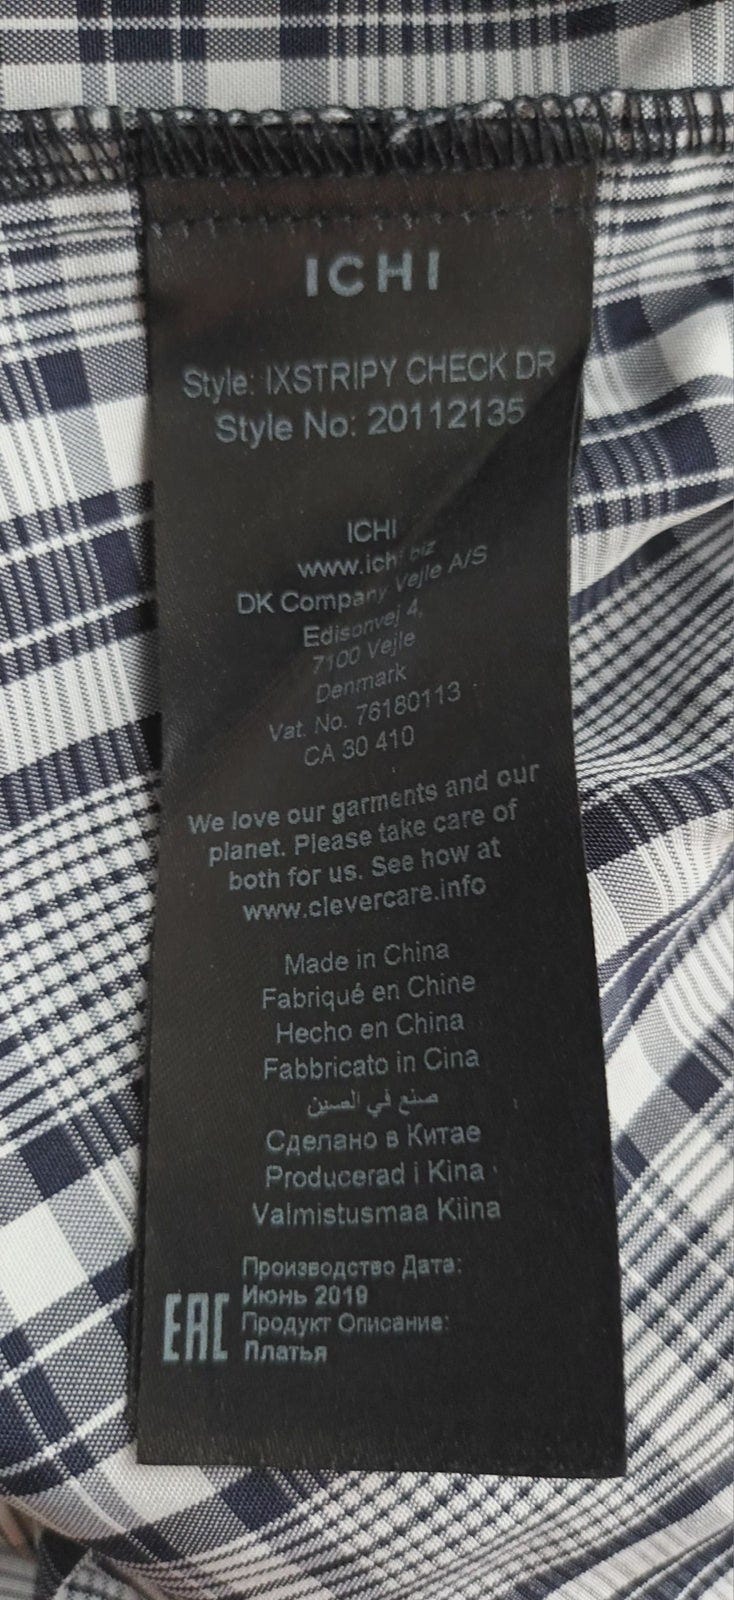 ICHI
Style: IXSTRIPY CHECK DR
Style No: 20112135
ICHI
www.ichi.biz
DK Company Vejle A/S
Edisonvej 4,
7100 Vejle
Denmark
Vat. No. 76180113
CA 30 410
We love our garments and our
planet. Please take care of
both for us. See how at
www.clevercare.info
Made in China
Fabriqué en Chine
Hecho en China
Fabbricato in Cina
صنع في الصين
Сделано в Китае
Producerad i Kina
Valmistusmaa Kiina
Производство Дата:
Июнь 2019
EAC Продукт Описание:
Платья